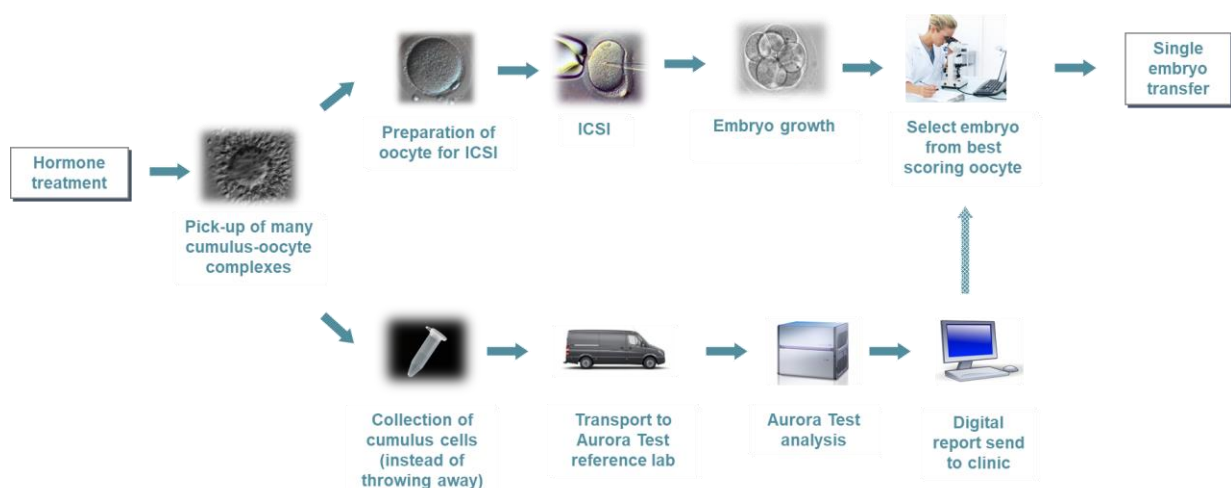 Hormone
treatment
Pick-up of many
cumulus-oocyte
complexes
Preparation of
oocyte for ICSI
ICSI
Embryo growth
Select embryo
from best
scoring oocyte
Single
embryo
transfer
Collection of
cumulus cells
(instead of
throwing away)
Transport to
Aurora Test
reference lab
Aurora Test
analysis
Digital
report send
to clinic